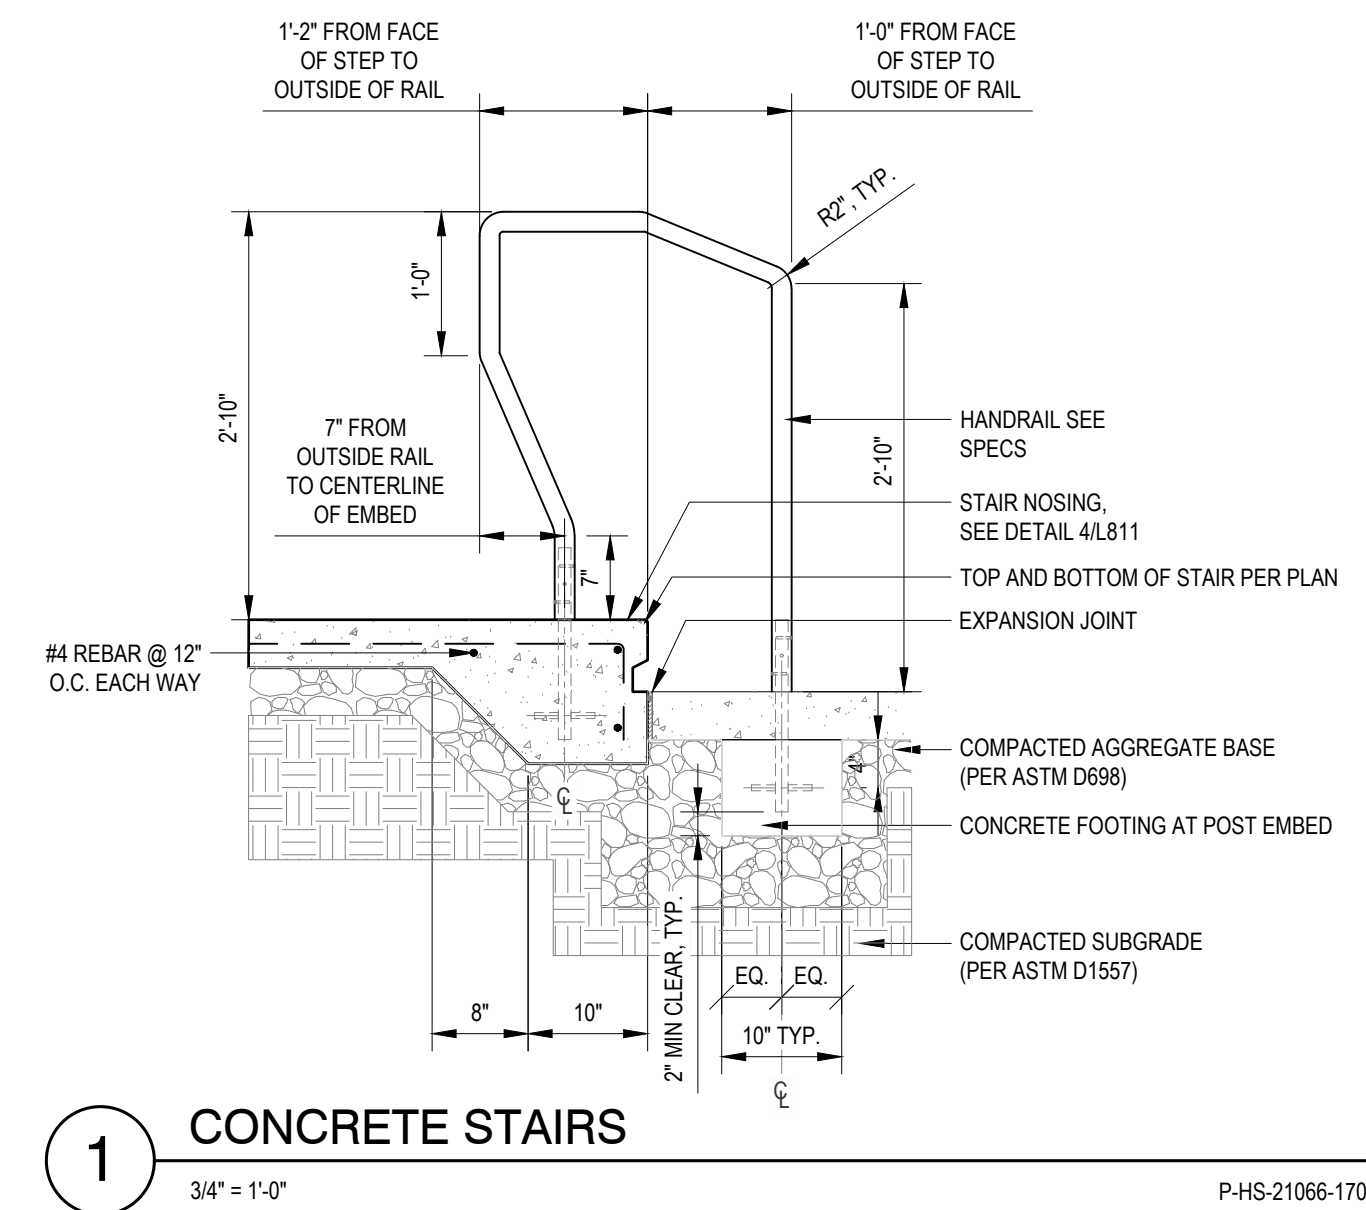 1'-2" FROM FACE
OF STEP TO
OUTSIDE OF RAIL
1'-0" FROM FACE
OF STEP TO
OUTSIDE OF RAIL
R2", TYP.
1'-0"
2'-10"
7" FROM
OUTSIDE RAIL
TO CENTERLINE
OF EMBED
7"
2'-10"
HANDRAIL SEE
SPECS
STAIR NOSING,
SEE DETAIL 4/L811
TOP AND BOTTOM OF STAIR PER PLAN
EXPANSION JOINT
#4 REBAR @ 12"
O.C. EACH WAY
COMPACTED AGGREGATE BASE
(PER ASTM D698)
4"
CONCRETE FOOTING AT POST EMBED
℄
COMPACTED SUBGRADE
(PER ASTM D1557)
2" MIN CLEAR, TYP.
EQ.
EQ.
8"
10"
10" TYP.
℄
1
CONCRETE STAIRS
3/4" = 1'-0"
P-HS-21066-170